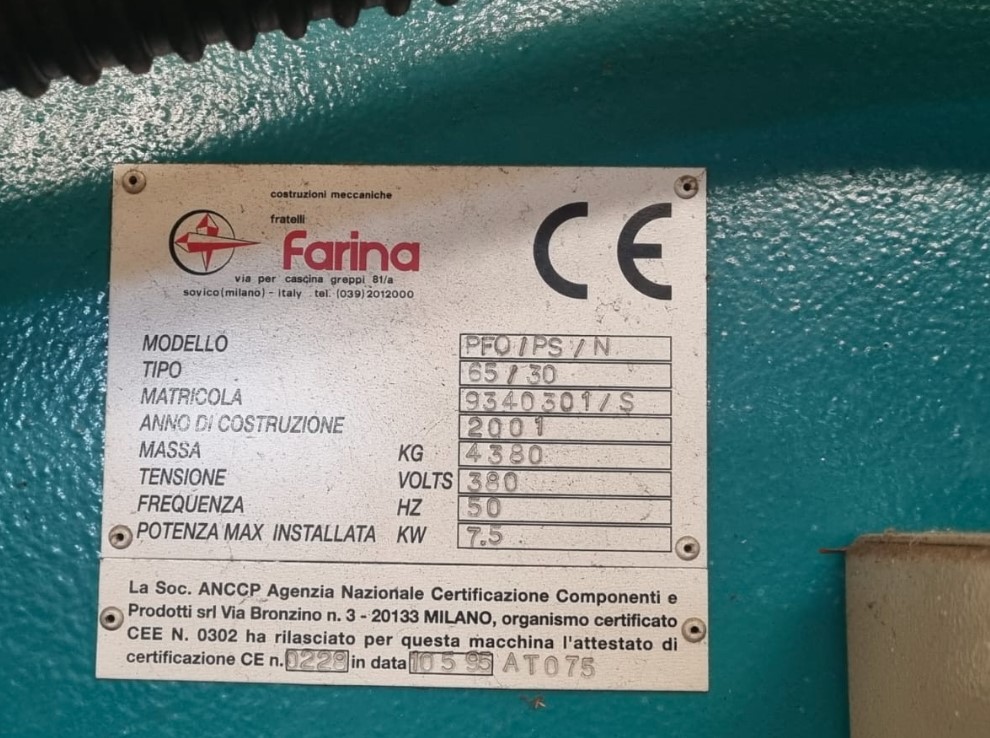 costruzioni meccaniche
fratelli
Farina
via per cascina greppi 81/a
sovico (milano) - italy tel. (039) 2012000
CE
MODELLO PFO/PS/N
TIPO 65/30
MATRICOLA 9340301/S
ANNO DI COSTRUZIONE 2001
MASSA KG 4380
TENSIONE VOLTS 380
FREQUENZA HZ 50
POTENZA MAX INSTALLATA KW 7.5
La Soc. ANCCP Agenzia Nazionale Certificazione Componenti e
Prodotti srl Via Bronzino n. 3 - 20133 MILANO, organismo certificato
CEE N. 0302 ha rilasciato per questa macchina l'attestato di
certificazione CE n. 0229 in data 10 5 95 AT075